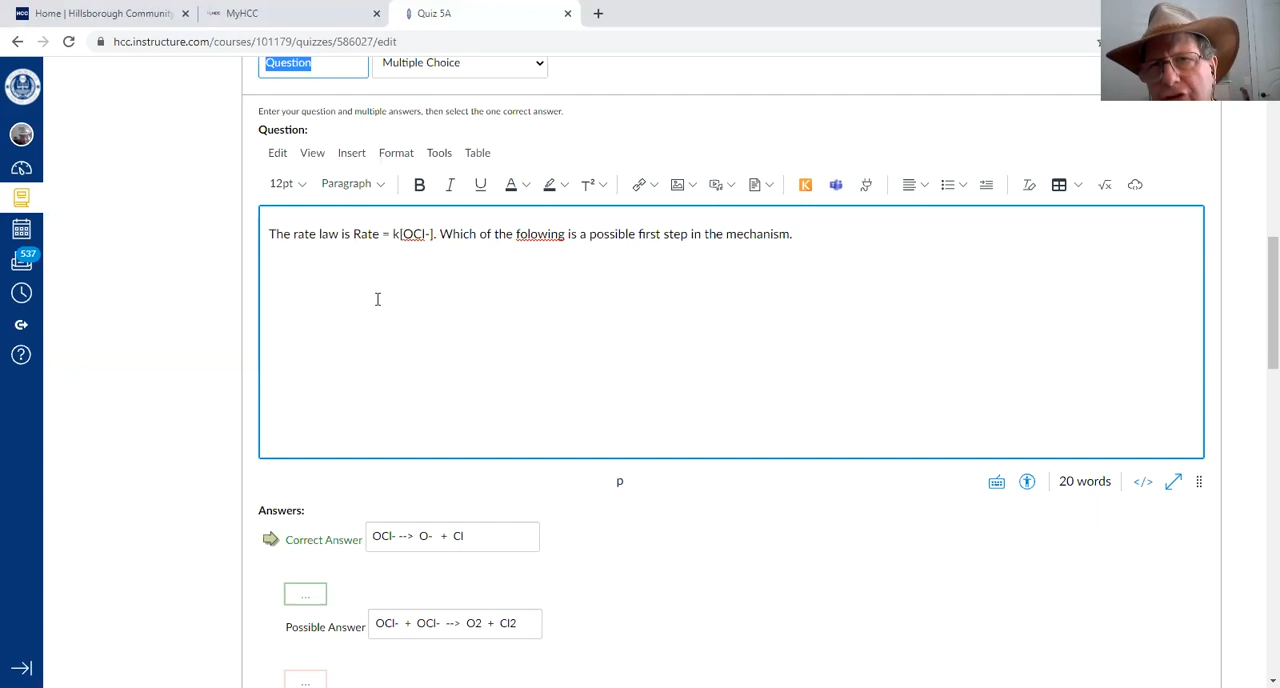 HCC Home | Hillsborough Community
MyHCC
Quiz 5A
hcc.instructure.com/courses/101179/quizzes/586027/edit
Question Multiple Choice
Enter your question and multiple answers, then select the one correct answer.
Question:
Edit View Insert Format Tools Table
12pt Paragraph B I U A T²
The rate law is Rate = k[OCl-]. Which of the folowing is a possible first step in the mechanism.
p
20 words </>
Answers:
Correct Answer OCl- --> O- + Cl
...
Possible Answer OCl- + OCl- --> O2 + Cl2
...
537